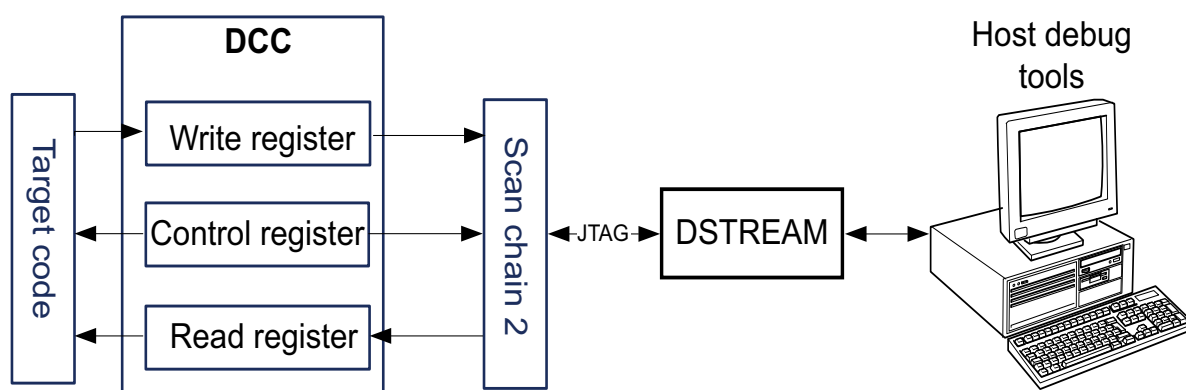 DCC
Host debug
tools
Target code
Write register
Control register
Read register
Scan chain 2
JTAG
DSTREAM